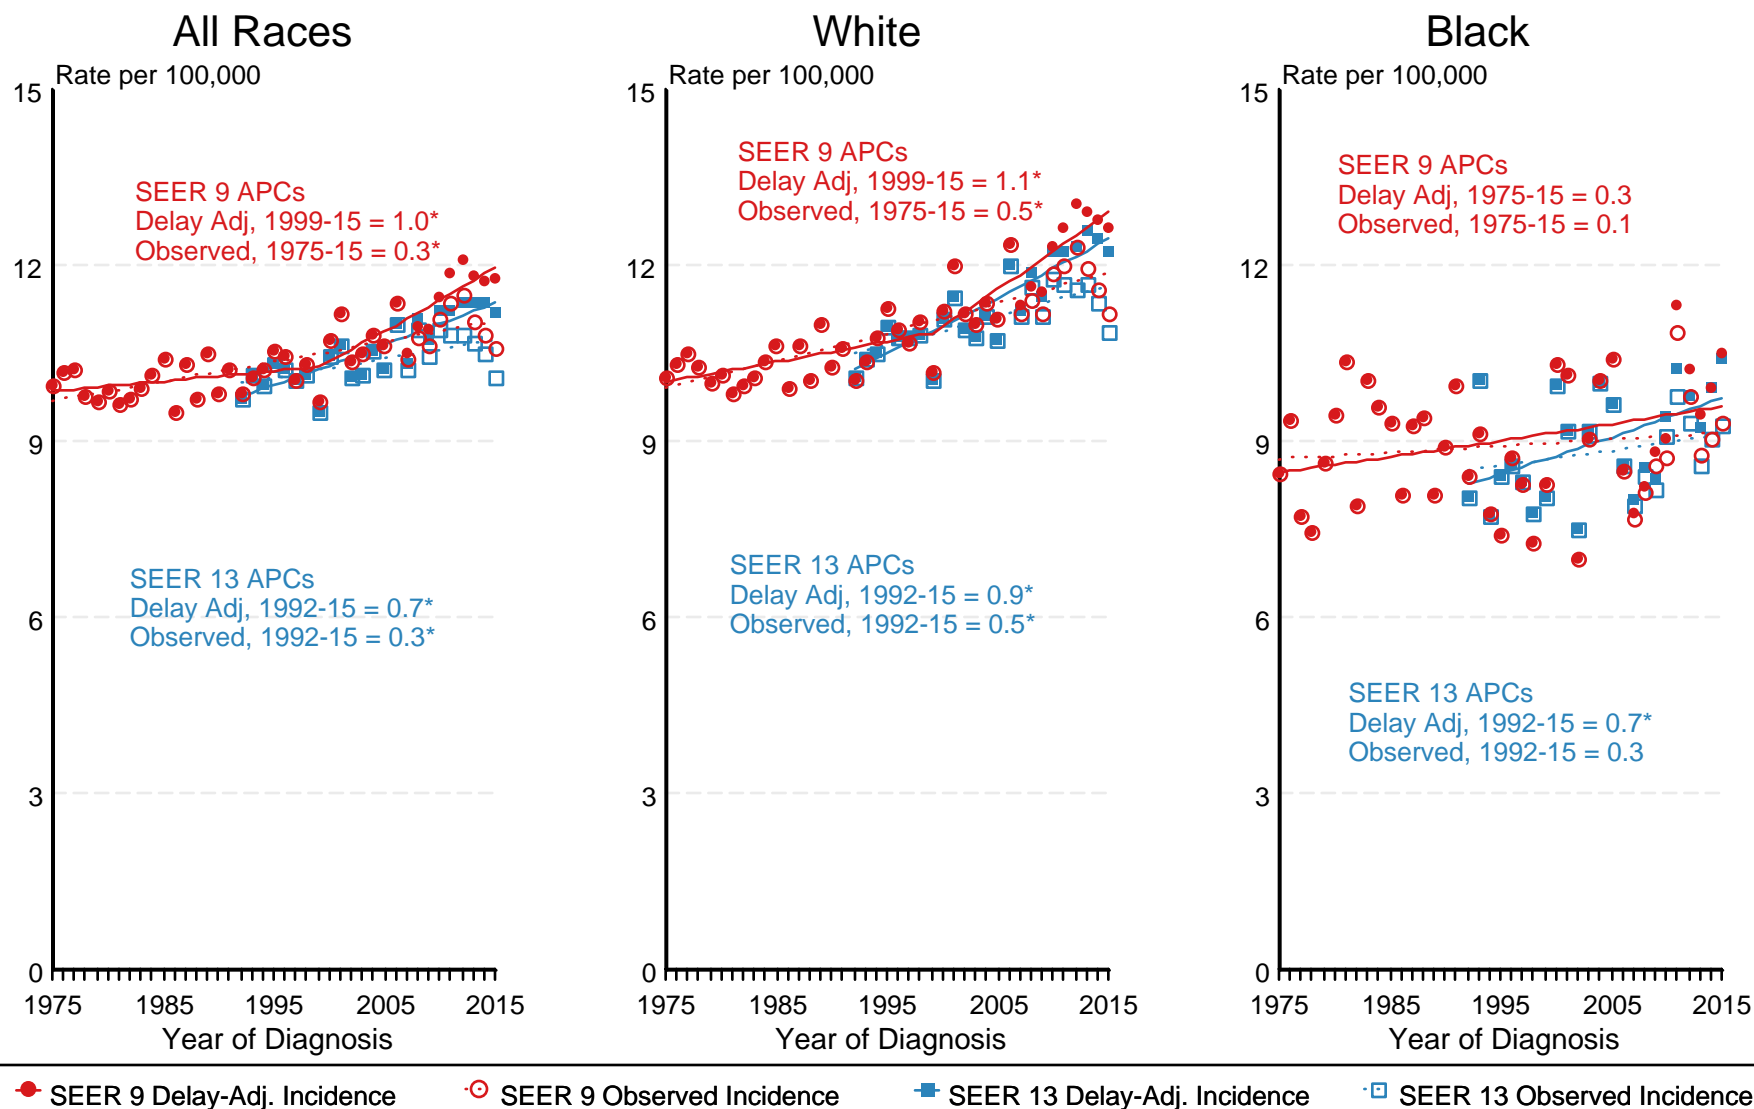 All Races
Rate per 100,000
15
12
9
6
3
0
SEER 9 APCs
Delay Adj, 1999-15 = 1.0*
Observed, 1975-15 = 0.3*
SEER 13 APCs
Delay Adj, 1992-15 = 0.7*
Observed, 1992-15 = 0.3*
1975 1985 1995 2005 2015
Year of Diagnosis
White
Rate per 100,000
15
12
9
6
3
0
SEER 9 APCs
Delay Adj, 1999-15 = 1.1*
Observed, 1975-15 = 0.5*
SEER 13 APCs
Delay Adj, 1992-15 = 0.9*
Observed, 1992-15 = 0.5*
1975 1985 1995 2005 2015
Year of Diagnosis
Black
Rate per 100,000
15
12
9
6
3
0
SEER 9 APCs
Delay Adj, 1975-15 = 0.3
Observed, 1975-15 = 0.1
SEER 13 APCs
Delay Adj, 1992-15 = 0.7*
Observed, 1992-15 = 0.3
1975 1985 1995 2005 2015
Year of Diagnosis
SEER 9 Delay-Adj. Incidence SEER 9 Observed Incidence SEER 13 Delay-Adj. Incidence SEER 13 Observed Incidence